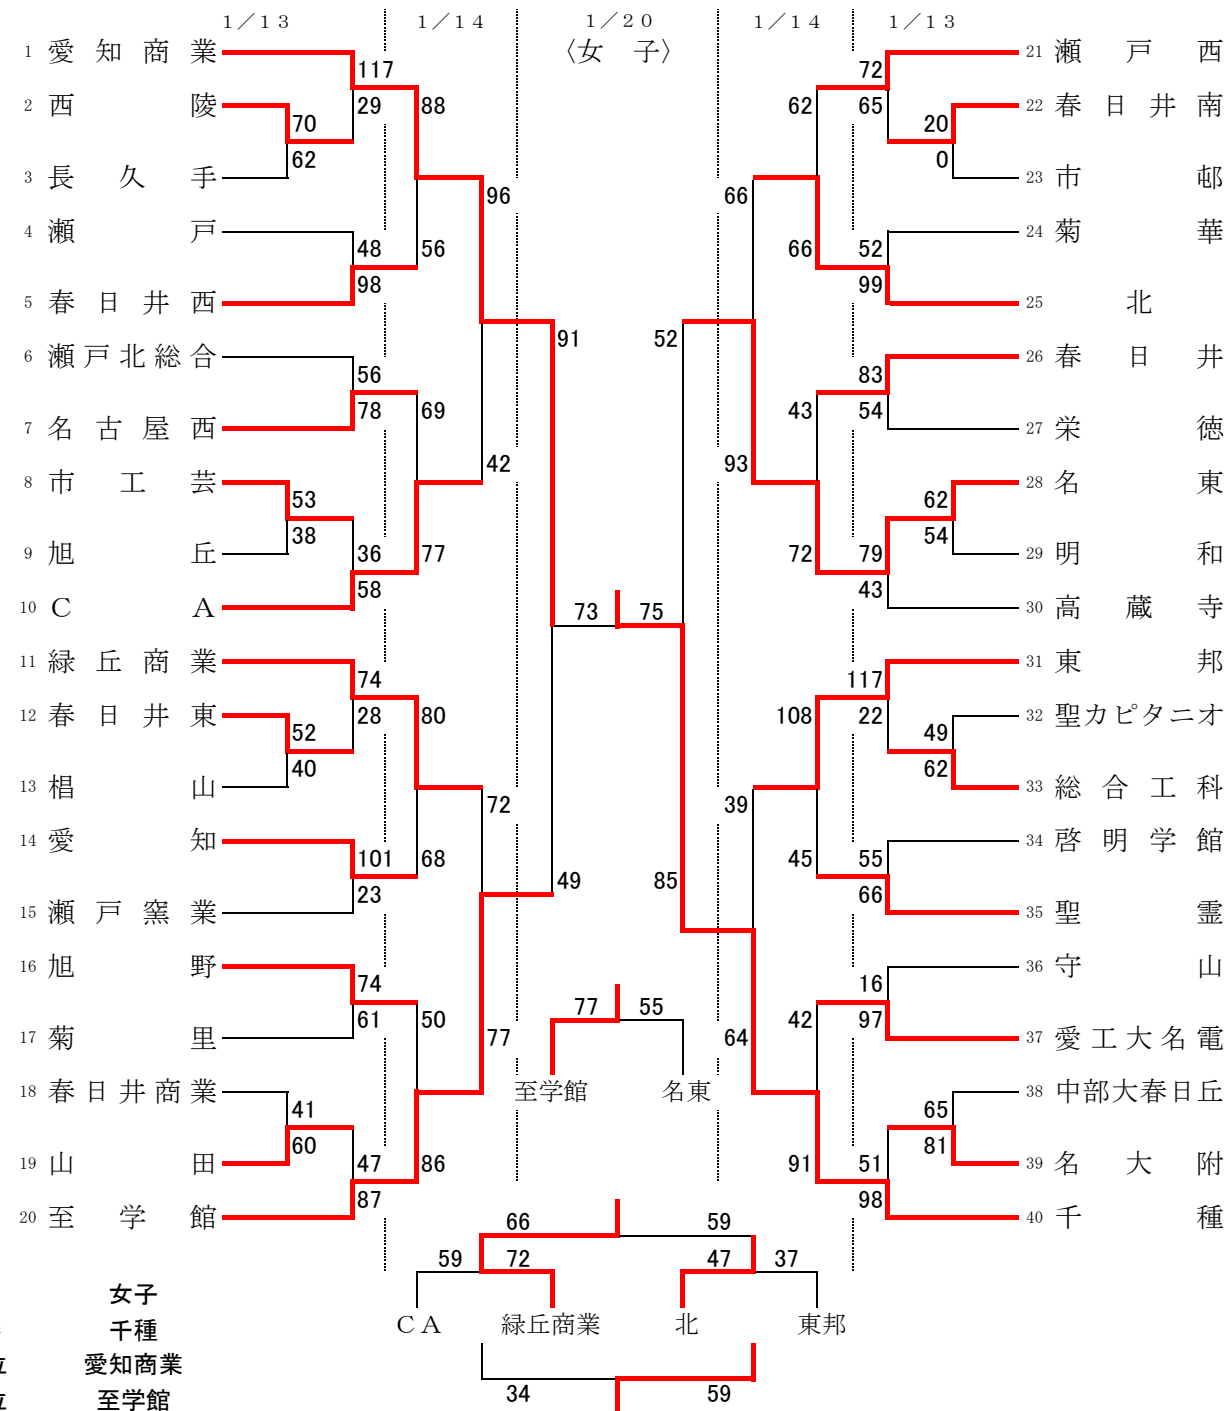 1／13 1／14 1／20 1／14 1／13
〈女 子〉
1 愛知商業
2 西陵
3 長久手
4 瀬戸
5 春日井西
6 瀬戸北総合
7 名古屋西
8 市工芸
9 旭丘
10 ＣＡ
11 緑丘商業
12 春日井東
13 椙山
14 愛知
15 瀬戸窯業
16 旭野
17 菊里
18 春日井商業
19 山田
20 至学館
117
29
70
62
48
98
56
78
53
38
36
58
74
28
52
40
101
23
74
61
41
60
47
87
88
56
69
77
80
68
50
86
96
42
72
77
91
49
73 75
52
85
66
93
39
64
62
66
43
72
108
45
42
91
72
65
20
0
52
99
83
54
62
54
79
43
117
22
49
62
55
66
16
97
65
81
51
98
21 瀬戸西
22 春日井南
23 市邨
24 菊華
25 北
26 春日井
27 栄徳
28 名東
29 明和
30 高蔵寺
31 東邦
32 聖カピタニオ
33 総合工科
34 啓明学館
35 聖霊
36 守山
37 愛工大名電
38 中部大春日丘
39 名大附
40 千種
77 55
至学館 名東
66 59
59 72 47 37
ＣＡ 緑丘商業 北 東邦
34 59
女子
千種
位 愛知商業
位 至学館